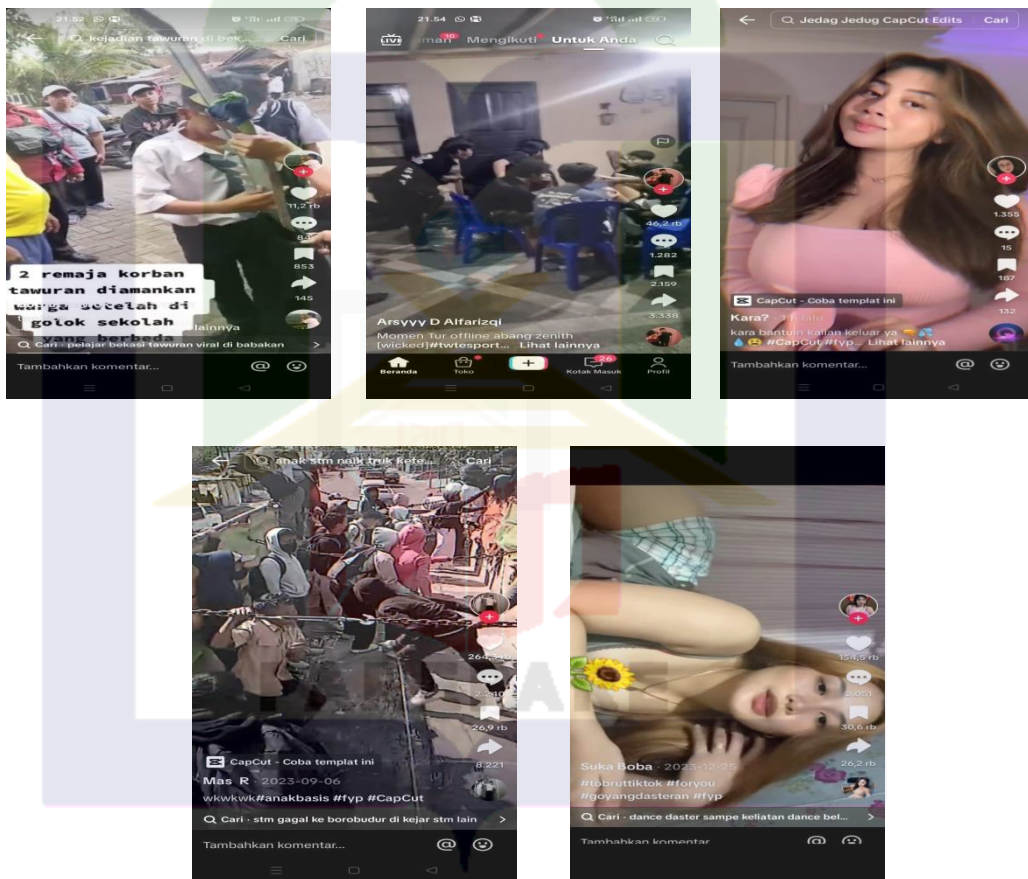 21.52
kejadian tawuran di bek... Cari
11,2 rb
853
145
2 remaja korban
tawuran diamankan
warga setelah di
golok sekolah
yang berbeda
lainnya
Cari · pelajar bekasi tawuran viral di babakan >
Tambahkan komentar...
21.54
LIVE
10
Mengikuti Untuk Anda
46,2 rb
1.282
2.159
3.338
Arsyyy D Alfarizqi
Momen Tur offline abang zenith
[wicked]#twtesport... Lihat lainnya
26
Beranda Toko Kotak Masuk Profil
Jedag Jedug CapCut Edits Cari
1.355
15
187
132
CapCut - Coba templat ini
Kara?
kara bantuin kalian keluar ya
#CapCut #fyp... Lihat lainnya
Tambahkan komentar...
anak stm naik truk kete... Cari
26,9 rb
8.221
CapCut - Coba templat ini
Mas R · 2023-09-06
wkwkwk#anakbasis #fyp #CapCut
Cari · stm gagal ke borobudur di kejar stm lain >
Tambahkan komentar...
154,5 rb
30,6 rb
26,2 rb
Suka Boba · 2023-12-25
#tobruttiktok #foryou
#goyangdasteran #fyp
Cari · dance daster sampe keliatan dance bel... >
Tambahkan komentar